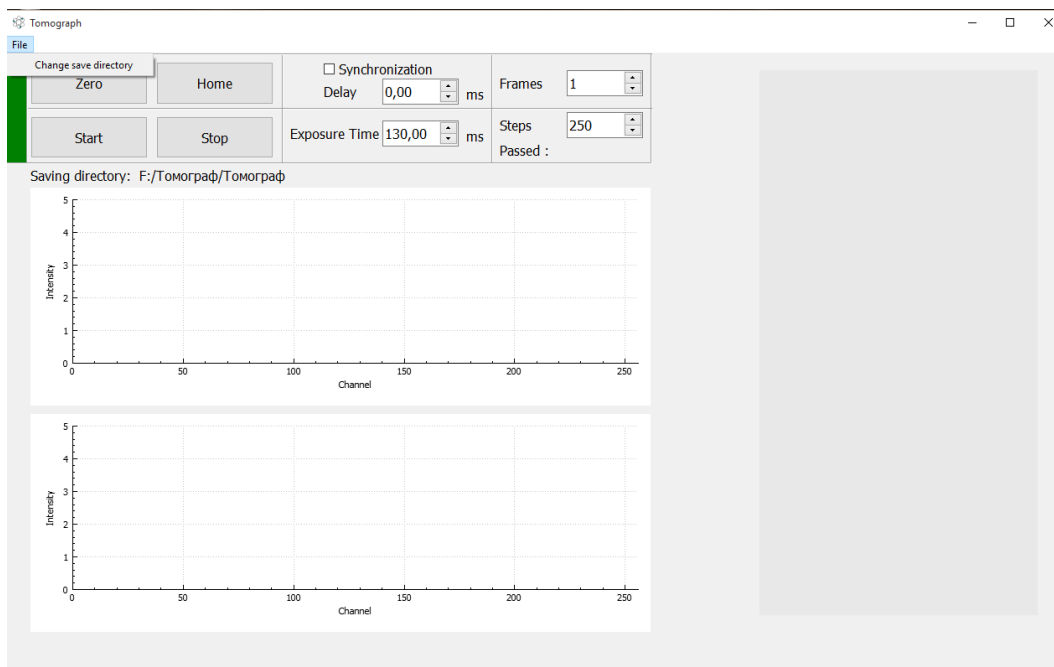 Tomograph
File
Change save directory
Zero
Home
Synchronization
Delay 0,00 ms
Frames 1
Start
Stop
Exposure Time 130,00 ms
Steps 250
Passed :
Saving directory: F:/Томограф/Томограф
5
4
3
2
1
0
Intensity
0 50 100 150 200 250
Channel
5
4
3
2
1
0
Intensity
0 50 100 150 200 250
Channel